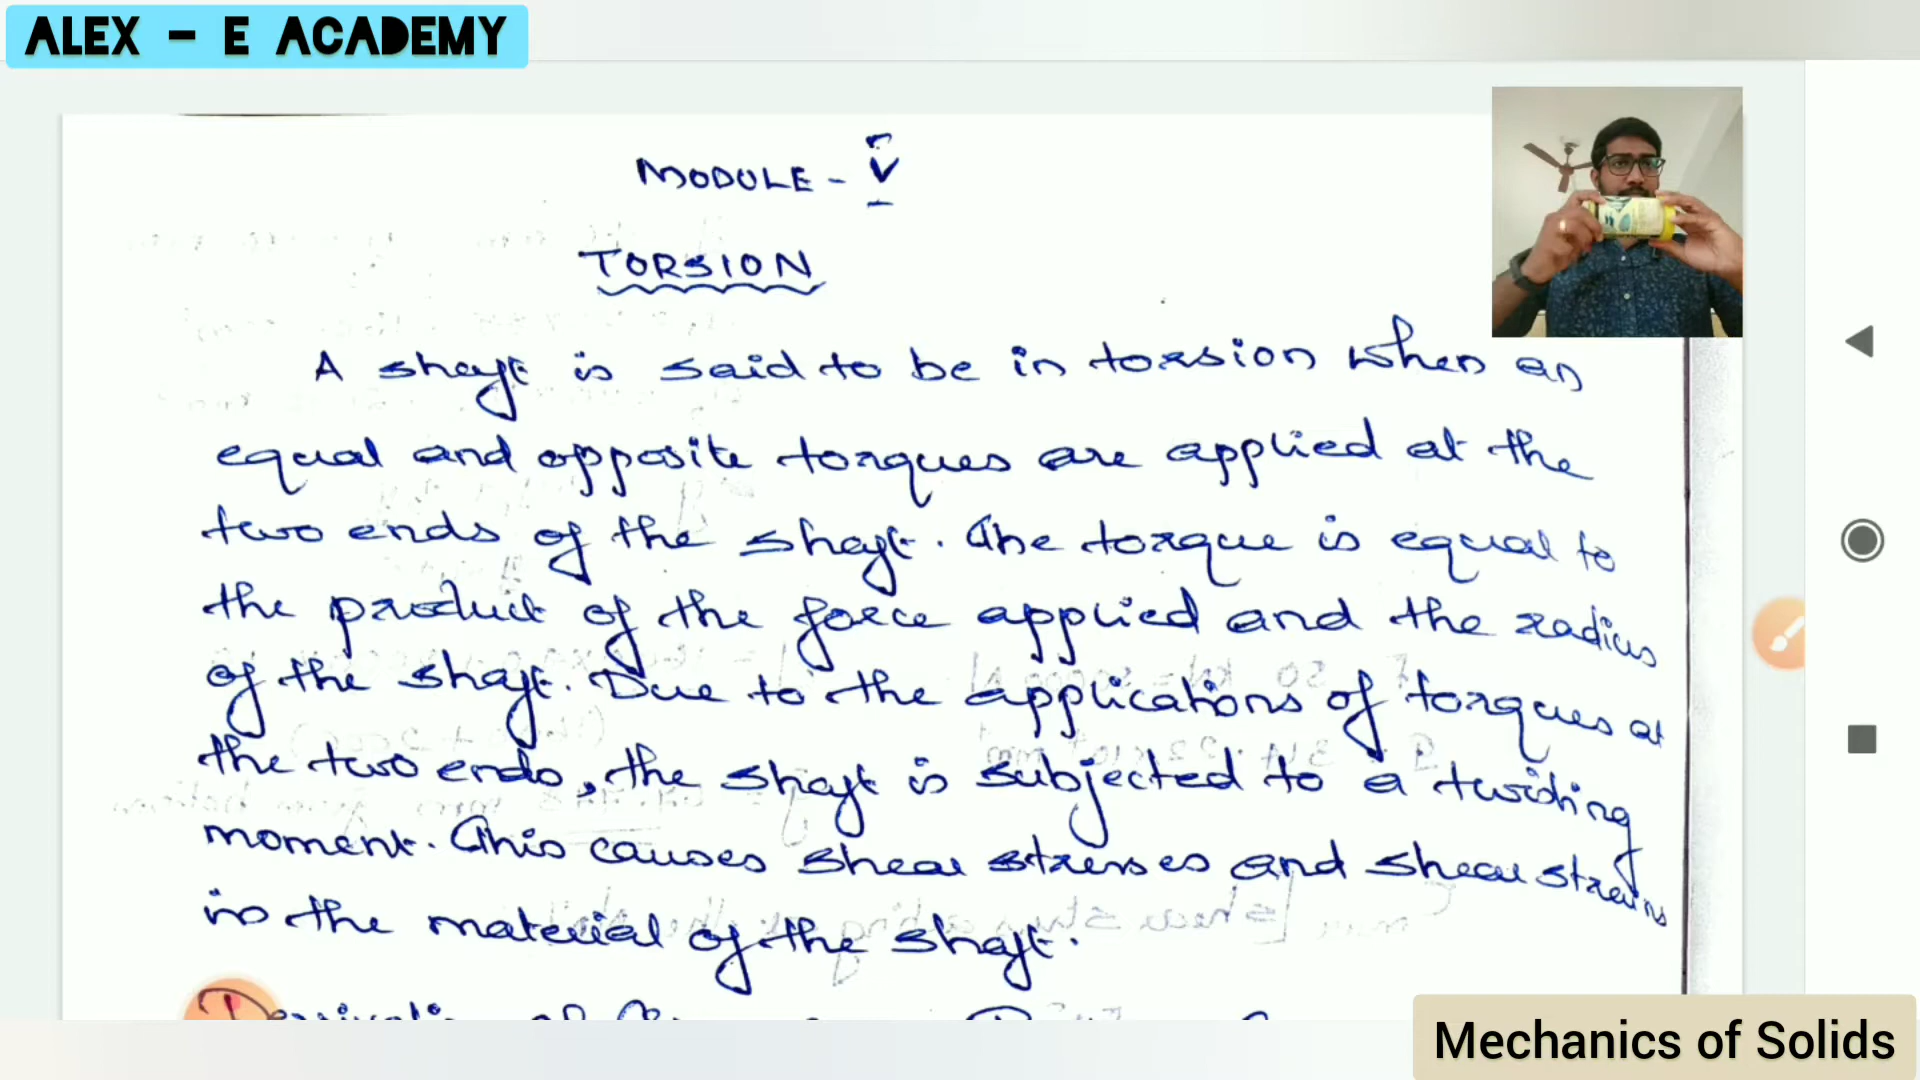 ALEX - E ACADEMY
MODULE - V
TORSION
A shaft is said to be in torsion when an
equal and opposite torques are applied at the
two ends of the shaft. The torque is equal to
the product of the force applied and the radius
of the shaft. Due to the applications of torques at
the two ends, the shaft is subjected to a twisting
moment. This causes shear stresses and shear strains
in the material of the shaft.
Mechanics of Solids